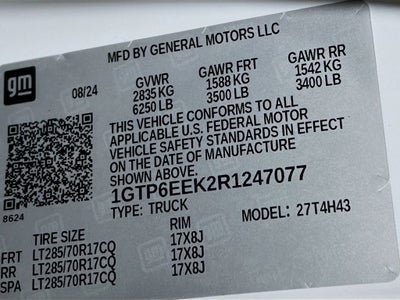 MFD BY GENERAL MOTORS LLC
gm
08/24 GVWR GAWR FRT GAWR RR
2835 KG 1588 KG 1542 KG
6250 LB 3500 LB 3400 LB
THIS VEHICLE CONFORMS TO ALL
APPLICABLE U.S. FEDERAL MOTOR
VEHICLE SAFETY STANDARDS IN EFFECT
ON THE DATE OF MANUFACTURE
SHOWN ABOVE.
8624
1GTP6EEK2R1247077
TYPE: TRUCK MODEL: 27T4H43
TIRE SIZE RIM
FRT LT285/70R17CQ 17X8J
RR LT285/70R17CQ 17X8J
SPA LT285/70R17CQ 17X8J